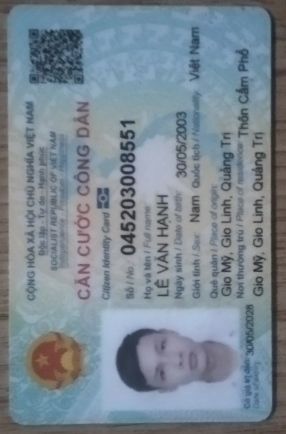 CỘNG HÒA XÃ HỘI CHỦ NGHĨA VIỆT NAM
Độc lập - Tự do - Hạnh phúc
SOCIALIST REPUBLIC OF VIET NAM
Independence - Freedom - Happiness
CĂN CƯỚC CÔNG DÂN
Citizen Identity Card
Số / No.: 045203008551
Họ và tên / Full name:
LÊ VĂN HẠNH
Ngày sinh / Date of birth: 30/05/2003
Giới tính / Sex: Nam Quốc tịch / Nationality: Việt Nam
Quê quán / Place of origin:
Gio Mỹ, Gio Linh, Quảng Trị
Nơi thường trú / Place of residence: Thôn Cẩm Phổ
Gio Mỹ, Gio Linh, Quảng Trị
Có giá trị đến: 30/05/2028
Date of expiry